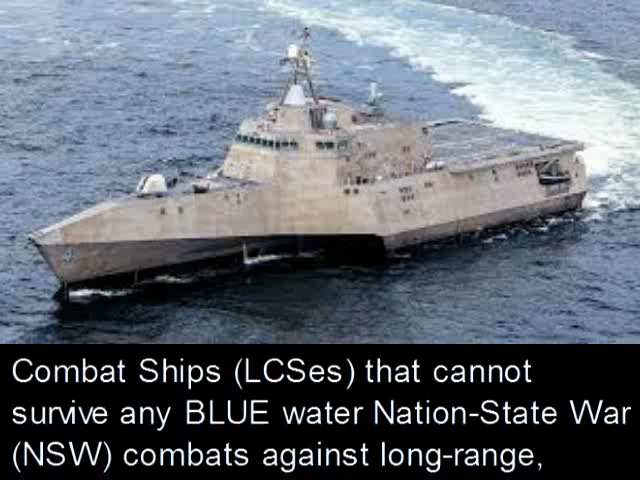 Combat Ships (LCSes) that cannot
survive any BLUE water Nation-State War
(NSW) combats against long-range,